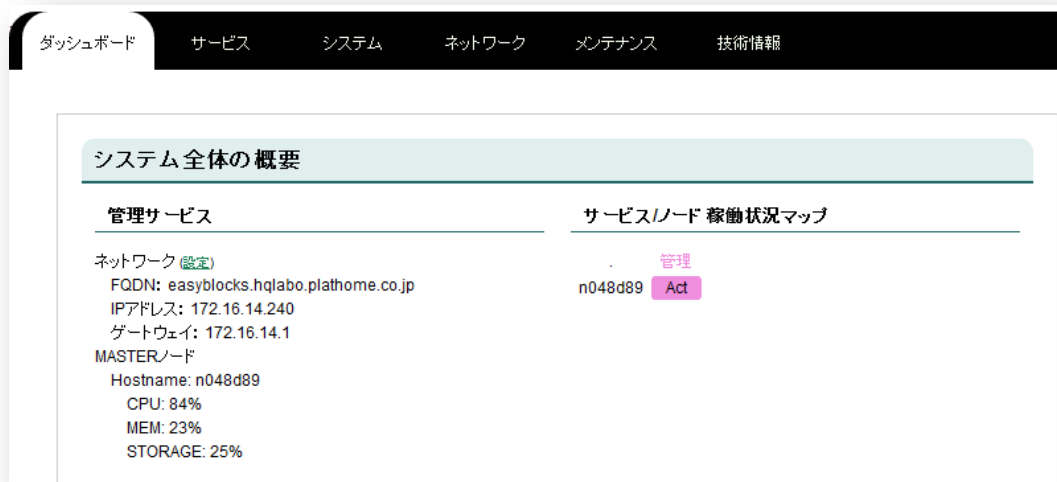 ダッシュボード サービス システム ネットワーク メンテナンス 技術情報
システム全体の概要
管理サービス
ネットワーク (設定)
FQDN: easyblocks.hqlabo.plathome.co.jp
IPアドレス: 172.16.14.240
ゲートウェイ: 172.16.14.1
MASTERノード
Hostname: n048d89
CPU: 84%
MEM: 23%
STORAGE: 25%
サービス/ノード 稼働状況マップ
. 管理
n048d89 Act